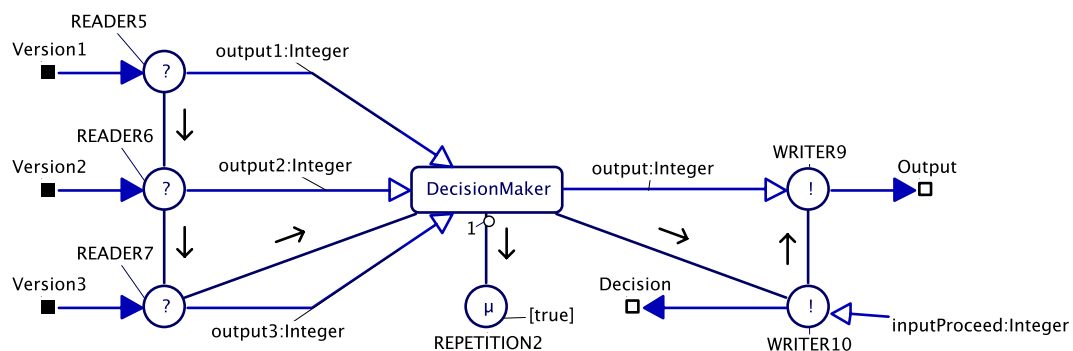 READER5
Version1
?
output1:Integer
READER6
Version2
?
output2:Integer
DecisionMaker
output:Integer
WRITER9
!
Output
1
READER7
Version3
?
output3:Integer
μ
[true]
REPETITION2
Decision
!
inputProceed:Integer
WRITER10